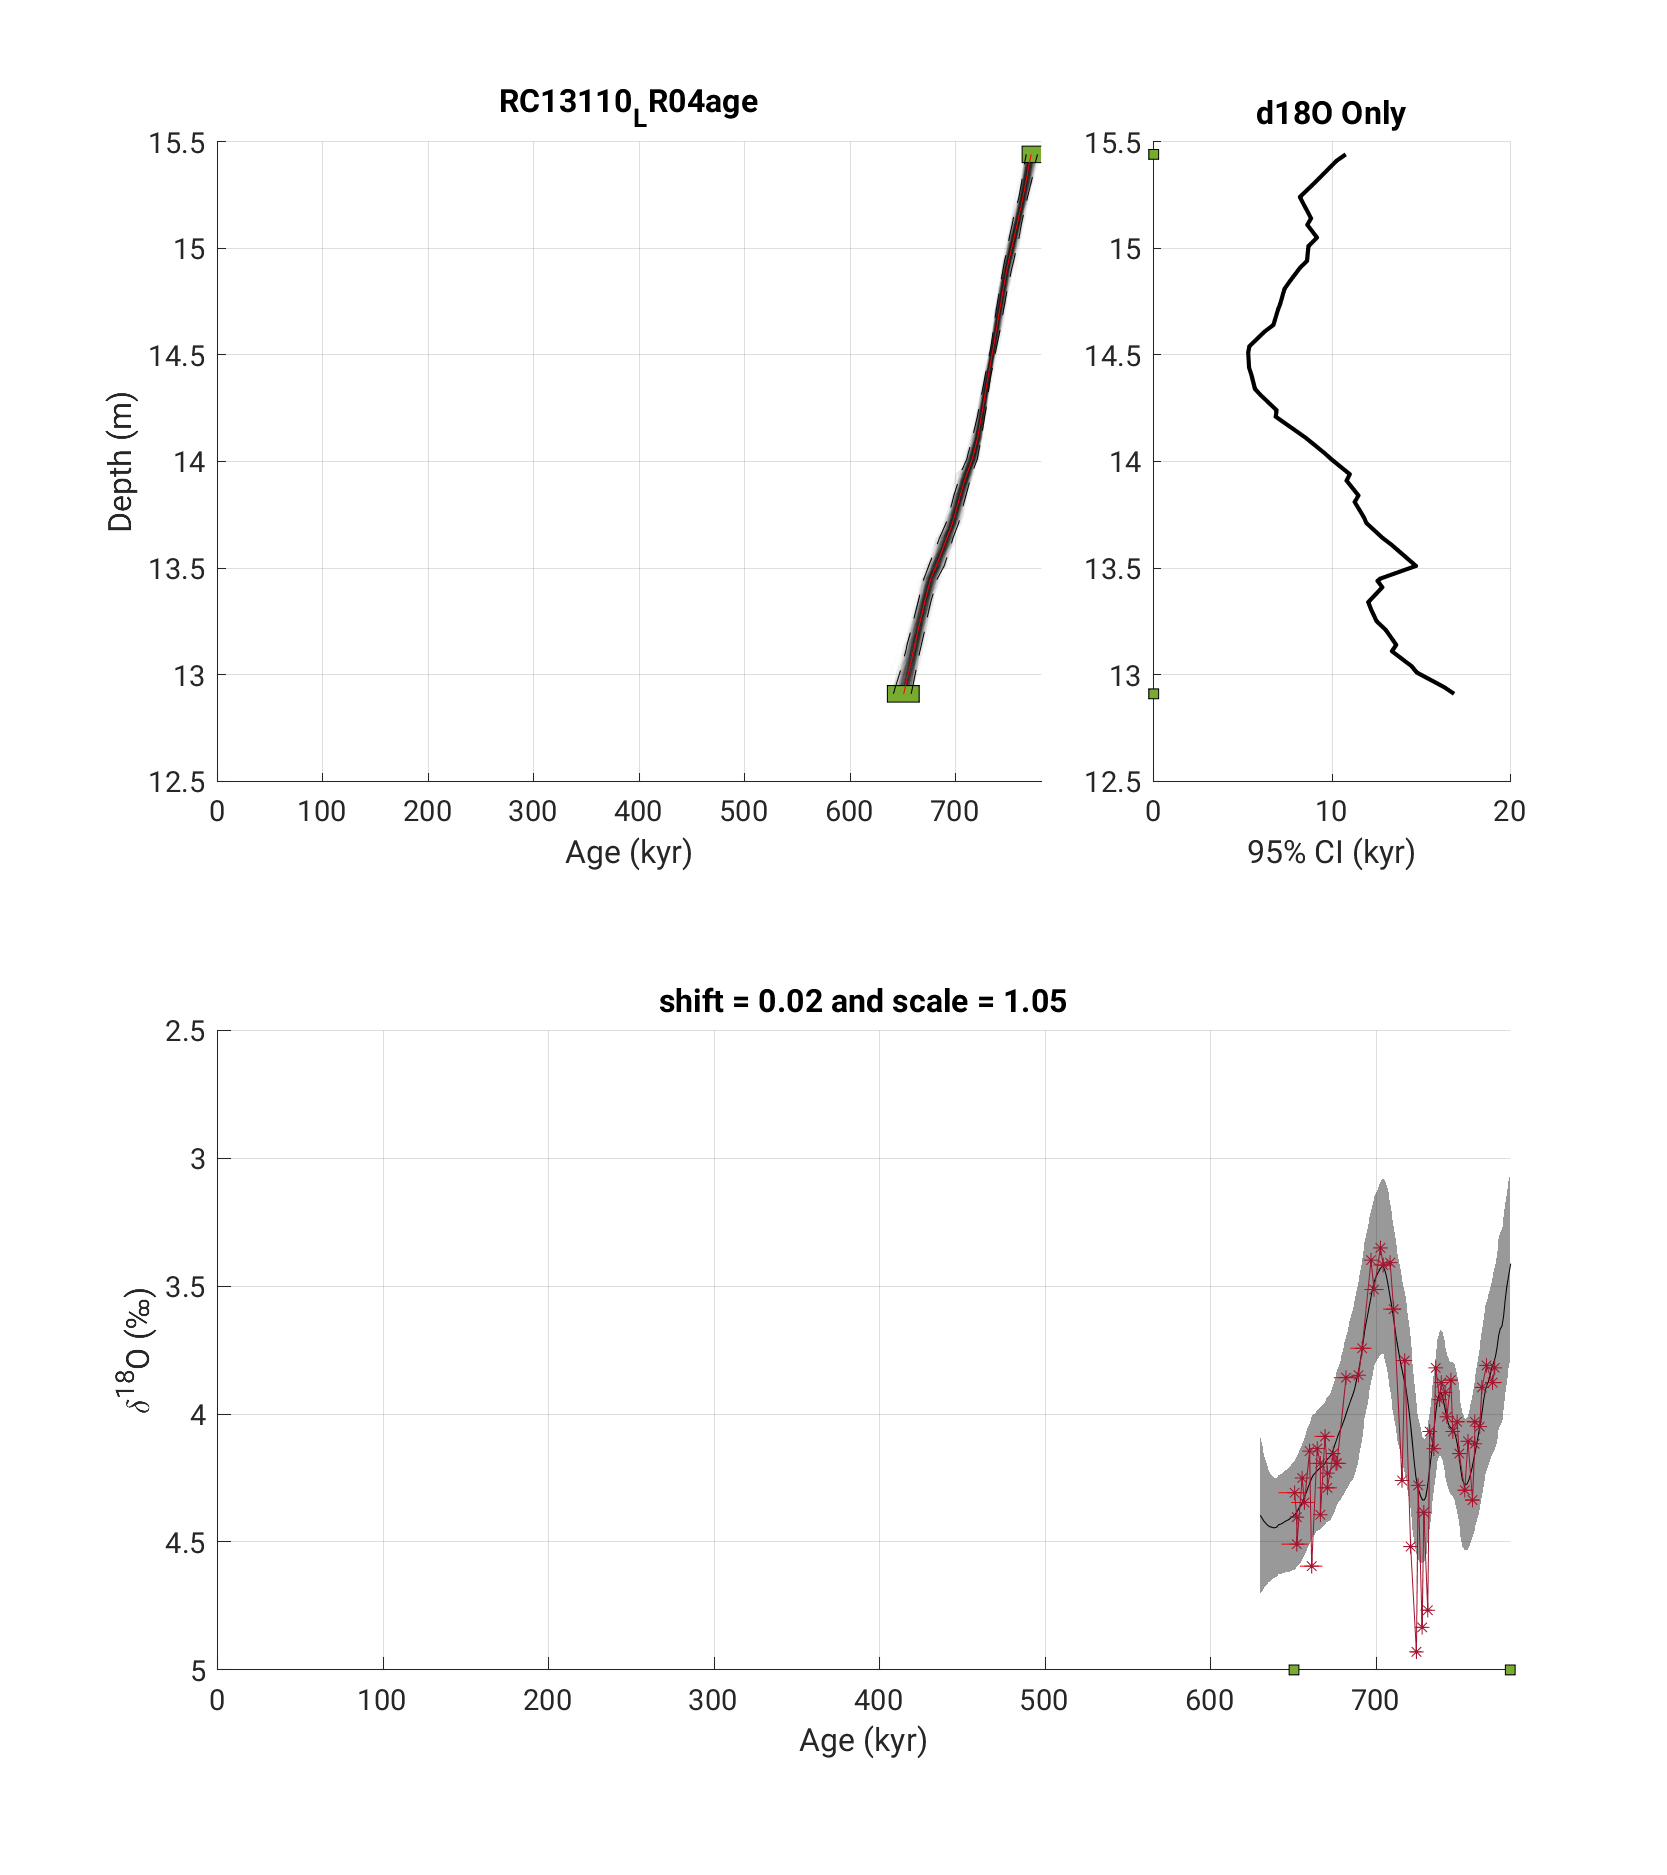 RC13110LR04age
d18O Only
15.5
15
14.5
14
13.5
13
12.5
Depth (m)
0 100 200 300 400 500 600 700
Age (kyr)
15.5
15
14.5
14
13.5
13
12.5
0 10 20
95% CI (kyr)
shift = 0.02 and scale = 1.05
2.5
3
3.5
4
4.5
5
δ18O (‰)
0 100 200 300 400 500 600 700
Age (kyr)